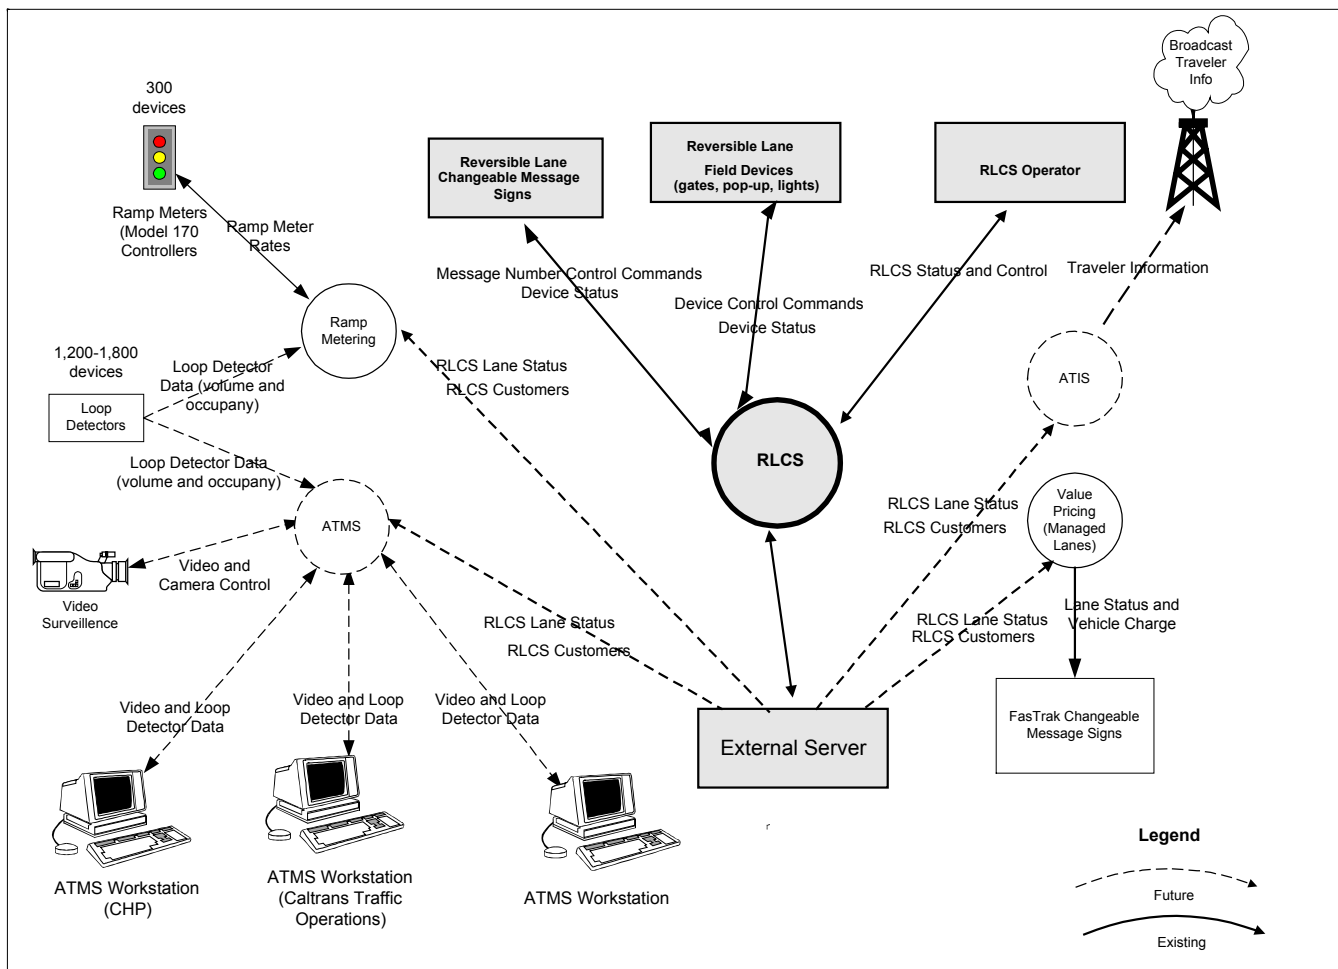 Broadcast
Traveler
Info
300
devices
Reversible Lane
Changeable Message
Signs
Reversible Lane
Field Devices
(gates, pop-up, lights)
RLCS Operator
Ramp Meters
(Model 170
Controllers
Ramp Meter
Rates
Message Number Control Commands
Device Status
RLCS Status and Control
Traveler Information
Device Control Commands
Device Status
Ramp
Metering
1,200-1,800
devices
Loop Detector
Data (volume and
occupany)
RLCS Lane Status
RLCS Customers
ATIS
Loop
Detectors
Loop Detector Data
(volume and occupany)
RLCS
ATMS
RLCS Lane Status
RLCS Customers
Value
Pricing
(Managed
Lanes)
Video and
Camera Control
Video
Surveillence
RLCS Lane Status
RLCS Customers
RLCS Lane Status
RLCS Customers
Lane Status and
Vehicle Charge
Video and Loop
Detector Data
Video and Loop
Detector Data
Video and Loop
Detector Data
External Server
FasTrak Changeable
Message Signs
ATMS Workstation
(CHP)
ATMS Workstation
(Caltrans Traffic
Operations)
ATMS Workstation
Legend
Future
Existing